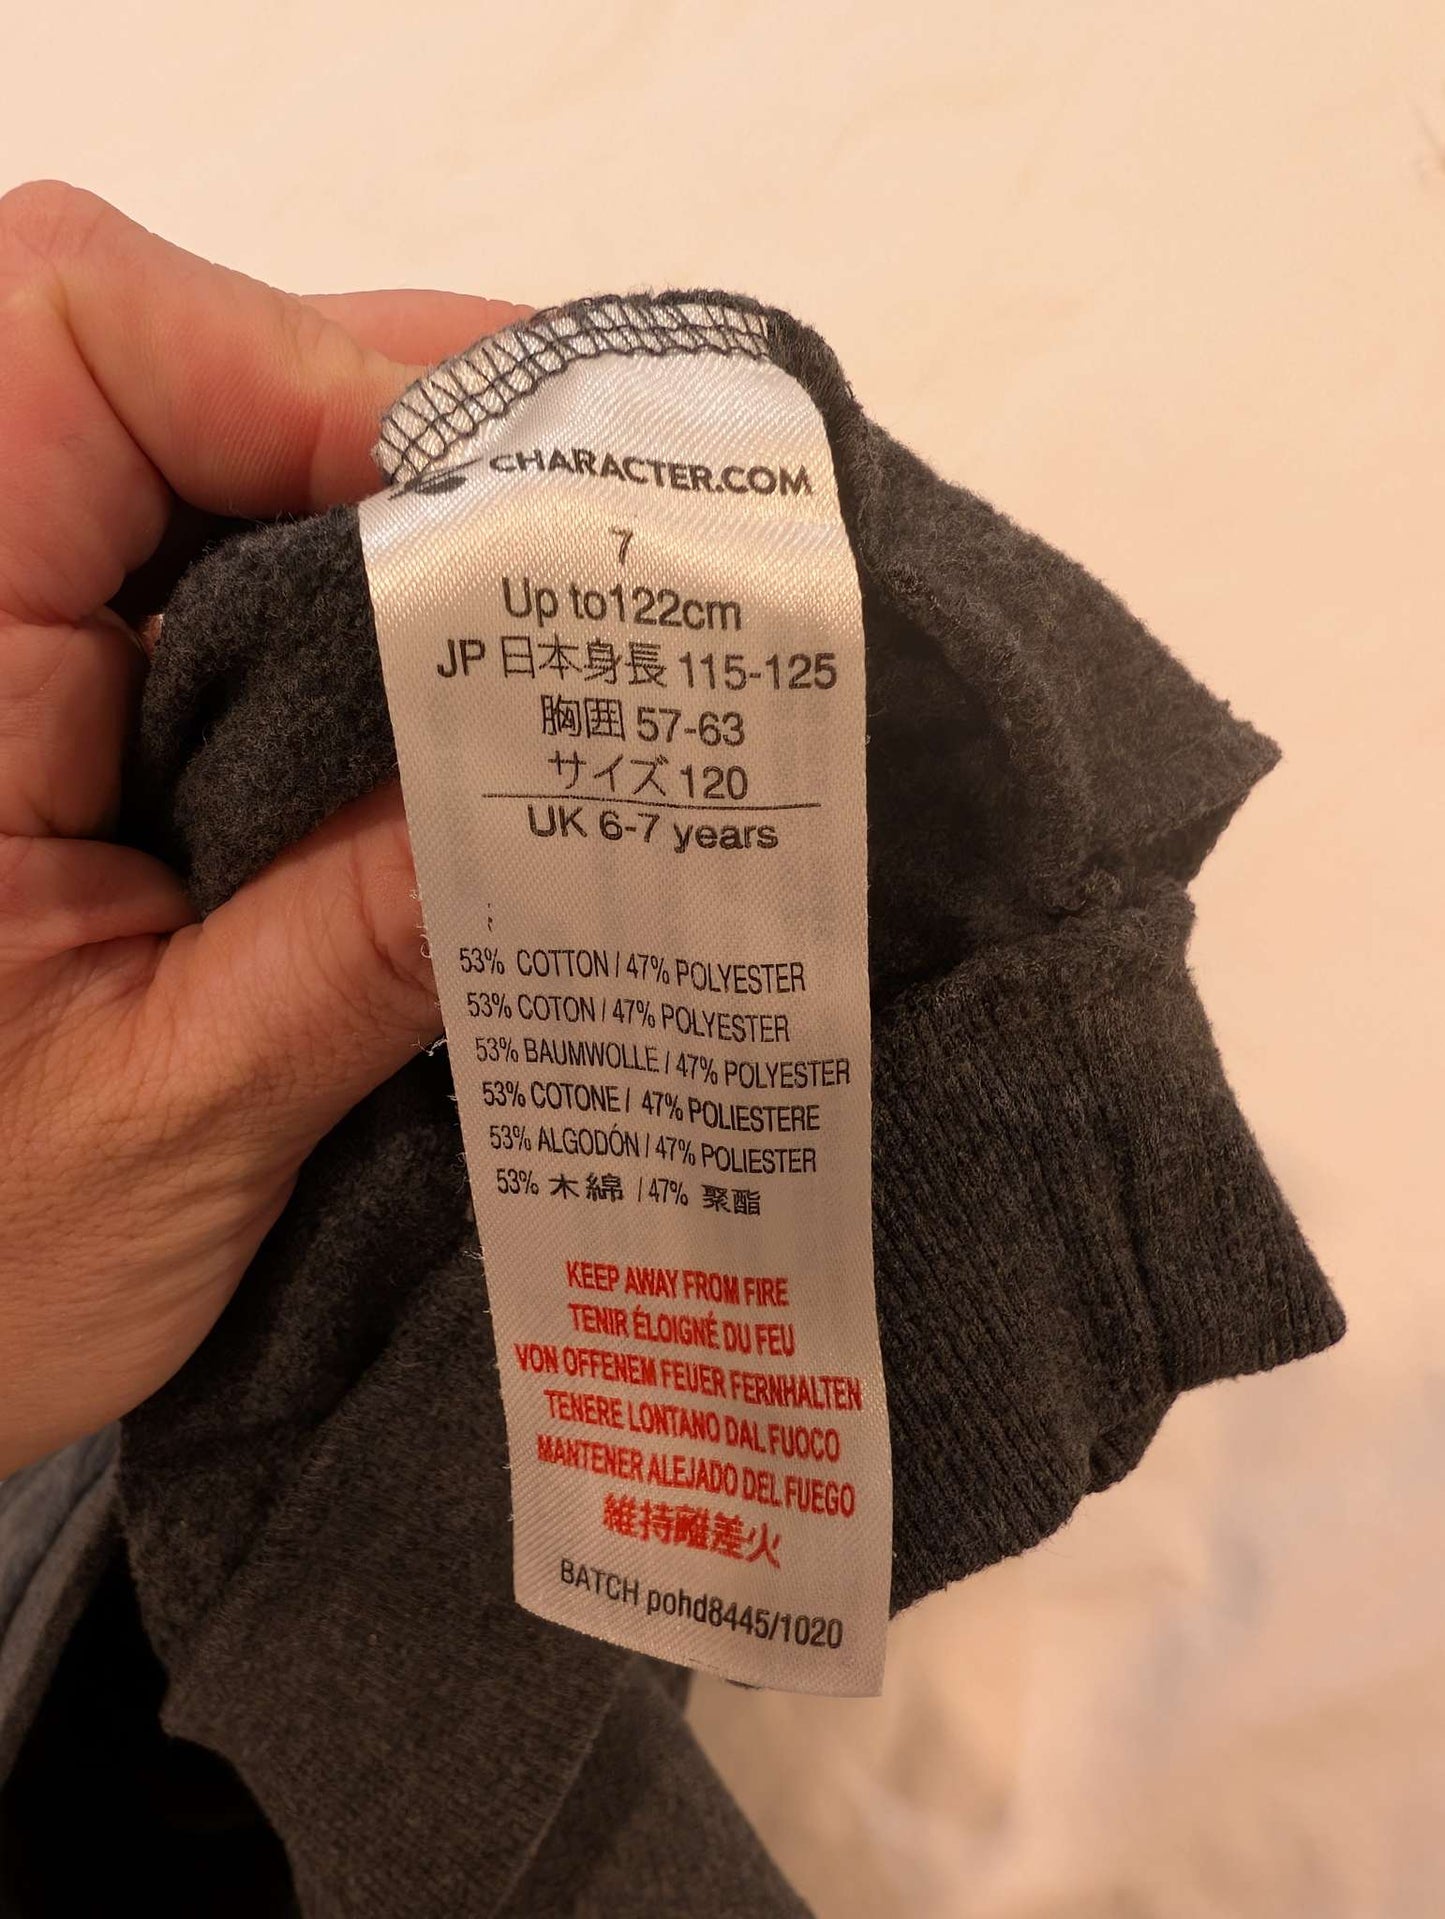 CHARACTER.COM
7
Up to122cm
JP 日本身長 115-125
胸囲 57-63
サイズ 120
UK 6-7 years
53% COTTON / 47% POLYESTER
53% COTON / 47% POLYESTER
53% BAUMWOLLE / 47% POLYESTER
53% COTONE / 47% POLIESTERE
53% ALGODÓN / 47% POLIESTER
53% 木綿 / 47% 聚酯
KEEP AWAY FROM FIRE
TENIR ÉLOIGNÉ DU FEU
VON OFFENEM FEUER FERNHALTEN
TENERE LONTANO DAL FUOCO
MANTENER ALEJADO DEL FUEGO
維持離差火
BATCH pohd8445/1020